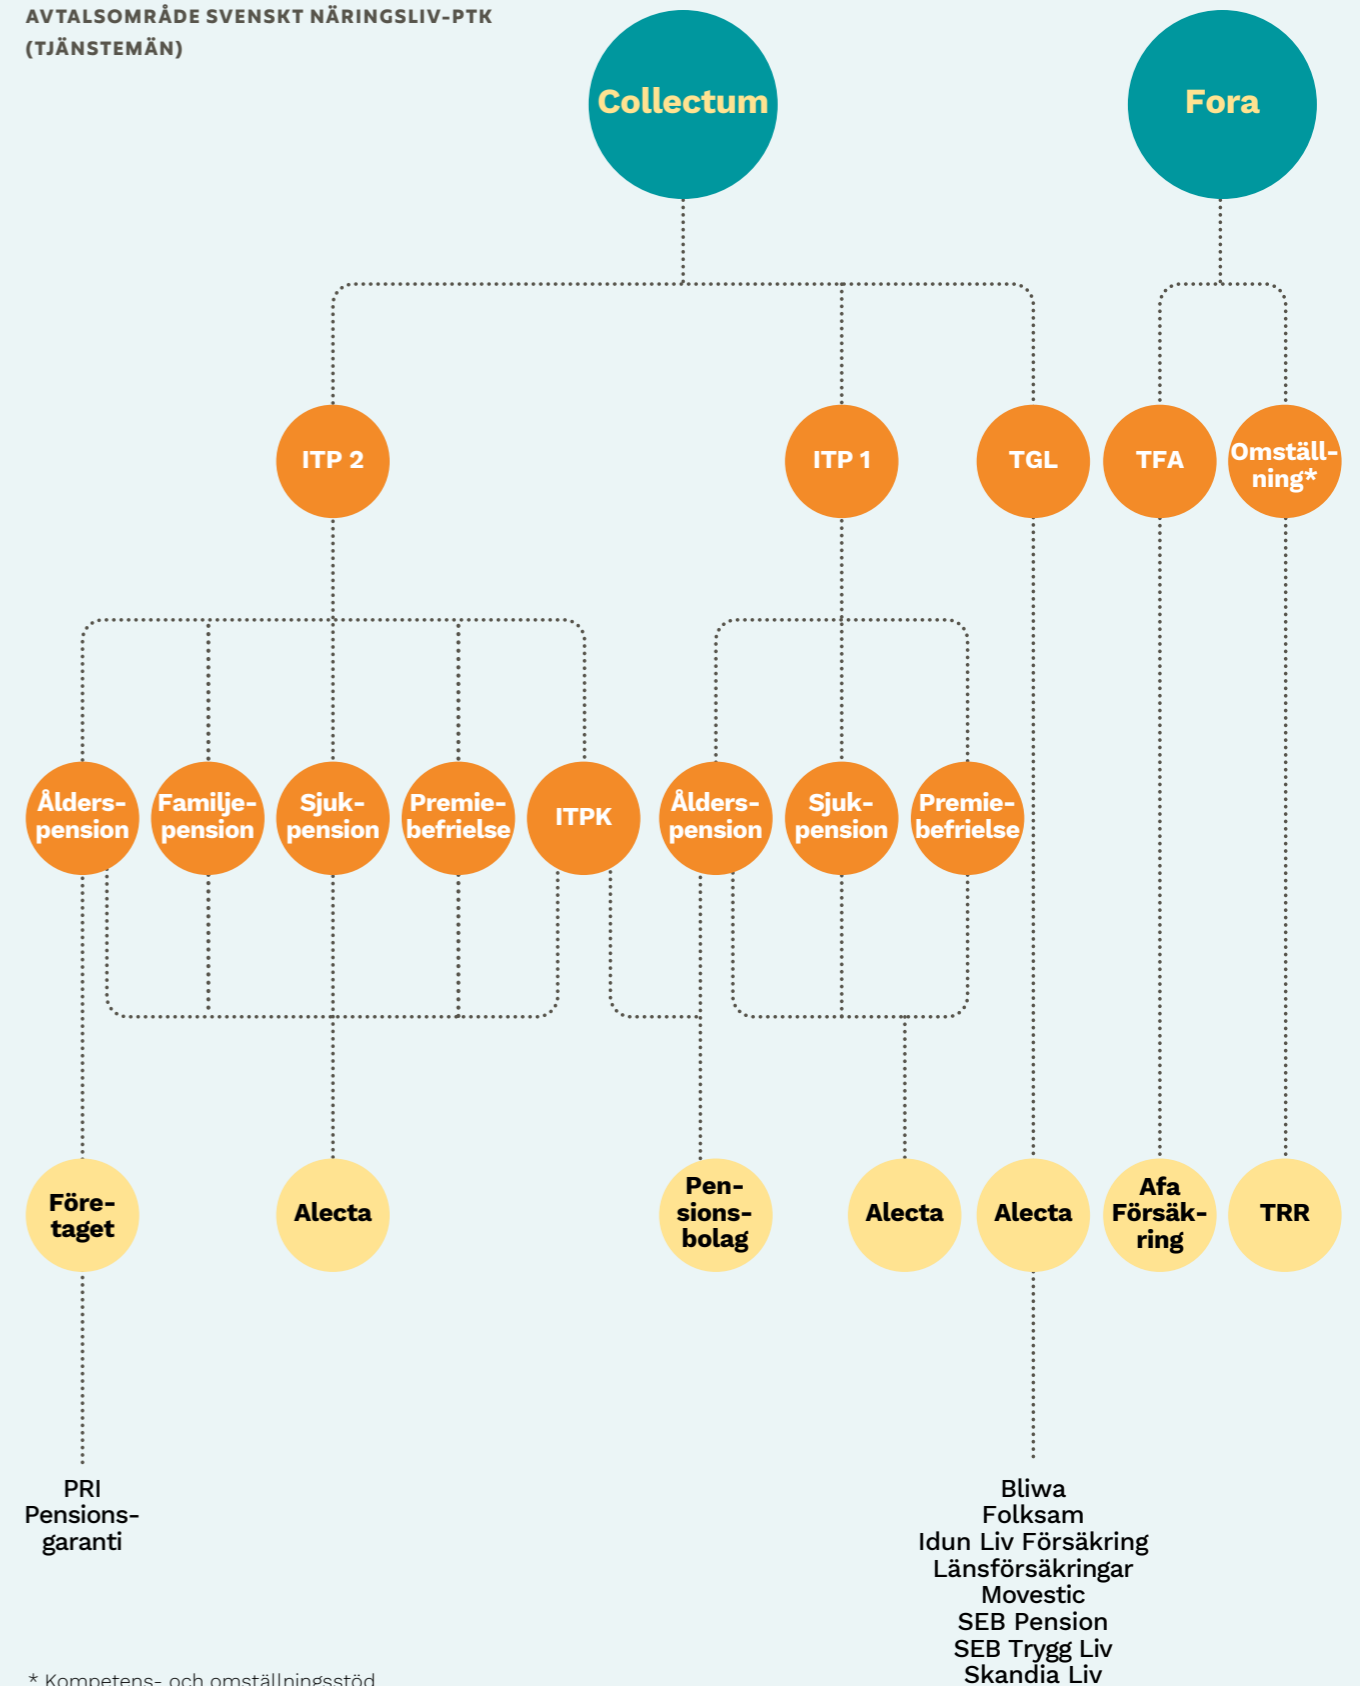 AVTALSOMRÅDE SVENSKT NÄRINGSLIV-PTK
(TJÄNSTEMÄN)
Collectum
Fora
ITP 2
ITP 1
TGL
TFA
Omställ-
ning*
Ålders-
pension
Familje-
pension
Sjuk-
pension
Premie-
befrielse
ITPK
Ålders-
pension
Sjuk-
pension
Premie-
befrielse
Före-
taget
Alecta
Pen-
sions-
bolag
Alecta
Alecta
Afa
Försäk-
ring
TRR
PRI
Pensions-
garanti
Bliwa
Folksam
Idun Liv Försäkring
Länsförsäkringar
Movestic
SEB Pension
SEB Trygg Liv
Skandia Liv
* Kompetens- och omställningsstöd